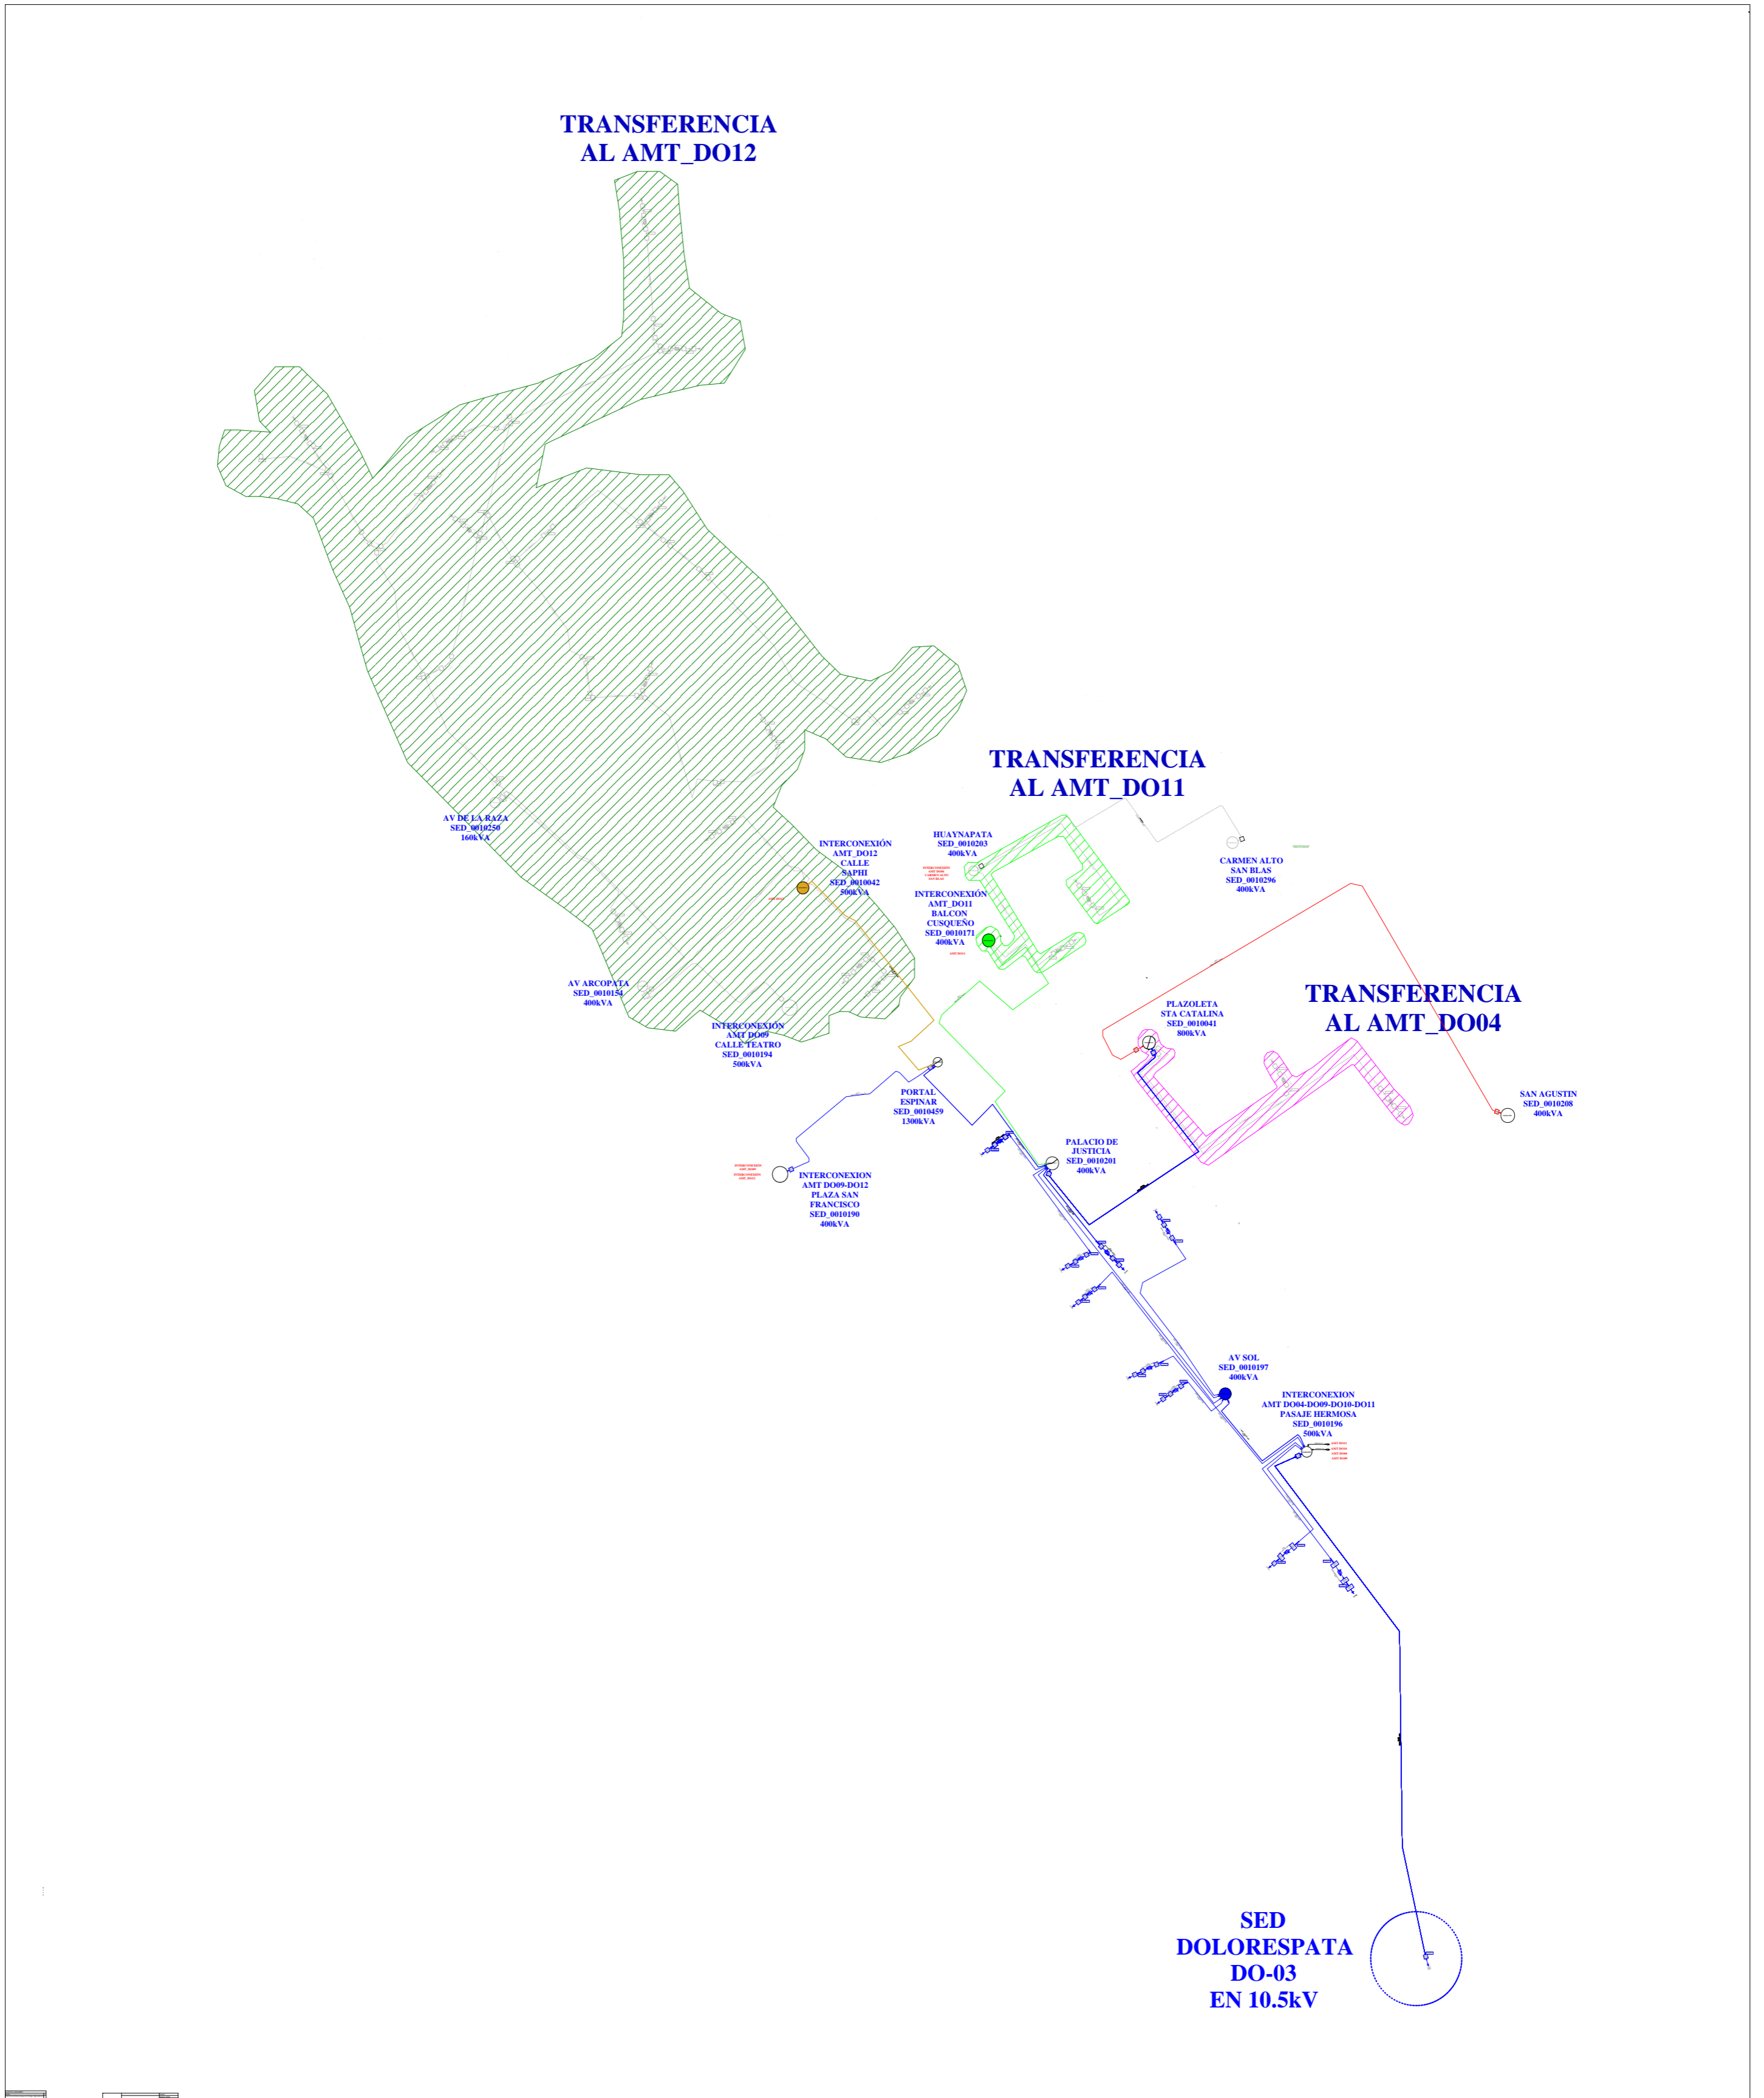 TRANSFERENCIA
AL AMT_DO12
TRANSFERENCIA
AL AMT_DO11
AV DE LA RAZA
SED_0010250
160kVA
INTERCONEXIÓN
AMT_DO12
CALLE
SAPHI
SED_0010042
500kVA
HUAYNAPATA
SED_0010203
400kVA
CARMEN ALTO
SAN BLAS
SED_0010296
400kVA
INTERCONEXIÓN
AMT_DO11
BALCON
CUSQUEÑO
SED_0010171
400kVA
AV ARCOPATA
SED_0010154
400kVA
TRANSFERENCIA
AL AMT_DO04
PLAZOLETA
STA CATALINA
SED_0010041
800kVA
INTERCONEXIÓN
AMT DO09
CALLE TEATRO
SED_0010194
500kVA
PORTAL
ESPINAR
SED_0010459
1300kVA
SAN AGUSTIN
SED_0010208
400kVA
PALACIO DE
JUSTICIA
SED_0010201
400kVA
INTERCONEXION
AMT DO09-DO12
PLAZA SAN
FRANCISCO
SED_0010190
400kVA
AV SOL
SED_0010197
400kVA
INTERCONEXION
AMT DO04-DO09-DO10-DO11
PASAJE HERMOSA
SED_0010196
500kVA
SED
DOLORESPATA
DO-03
EN 10.5kV